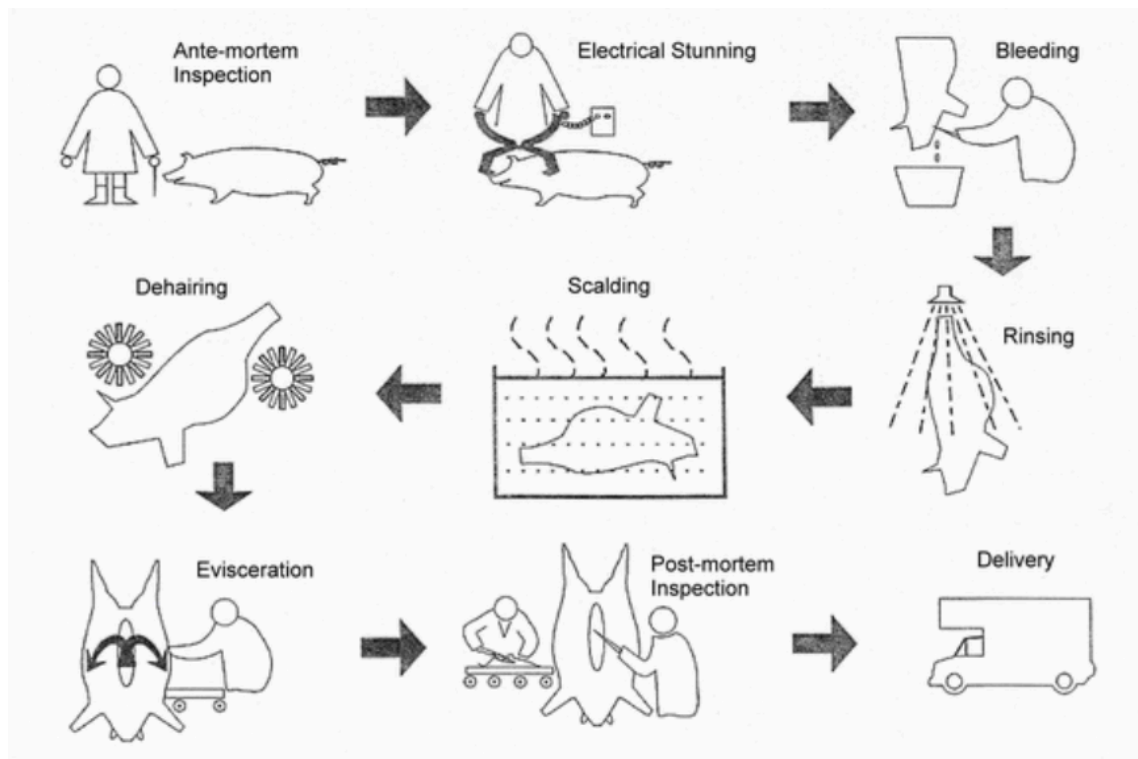 Ante-mortem
Inspection
Electrical Stunning
Bleeding
Rinsing
Scalding
Dehairing
Evisceration
Post-mortem
Inspection
Delivery